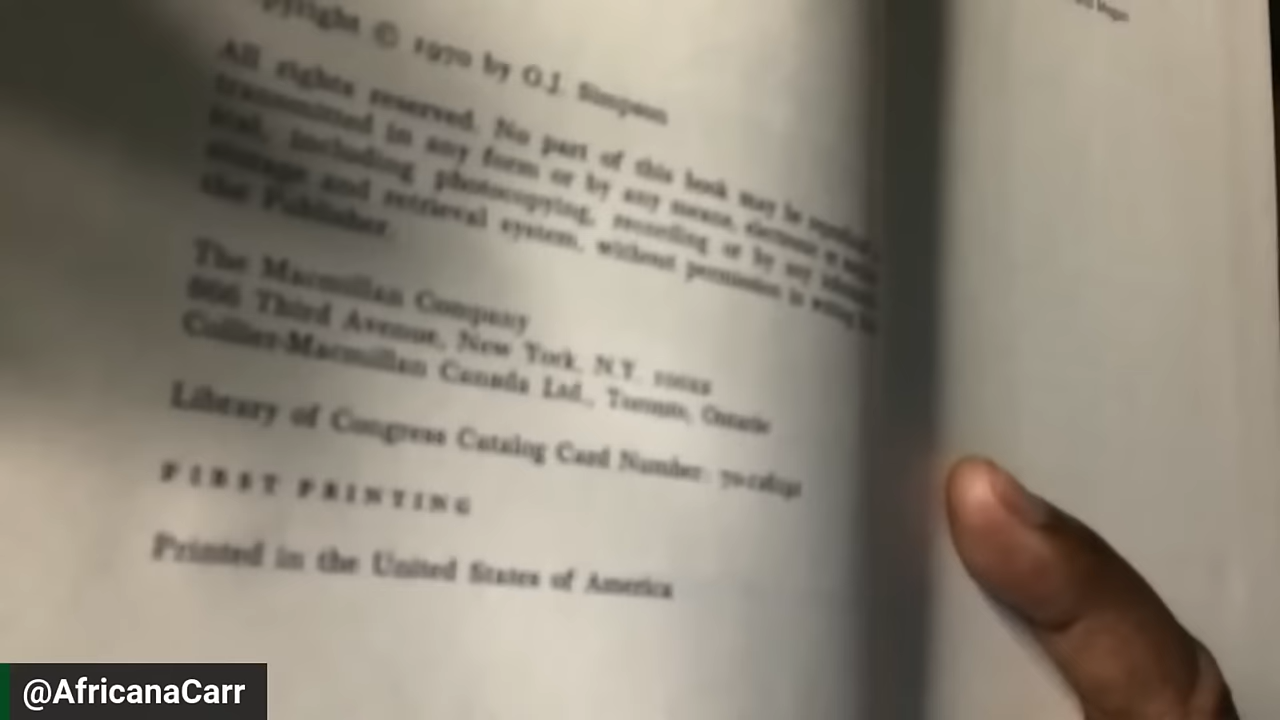 © 1970 by O.J. Simpson
All rights reserved. No part of this book may be
transmitted in any form or by any means, electronic or
including photocopying, recording or by any
storage and retrieval system, without permission in writing
the Publisher.
The Macmillan Company
866 Third Avenue, New York, N.Y. 10022
Collier-Macmillan Canada Ltd., Toronto, Ontario
Library of Congress Catalog Card Number:
FIRST PRINTING
Printed in the United States of America
@AfricanaCarr